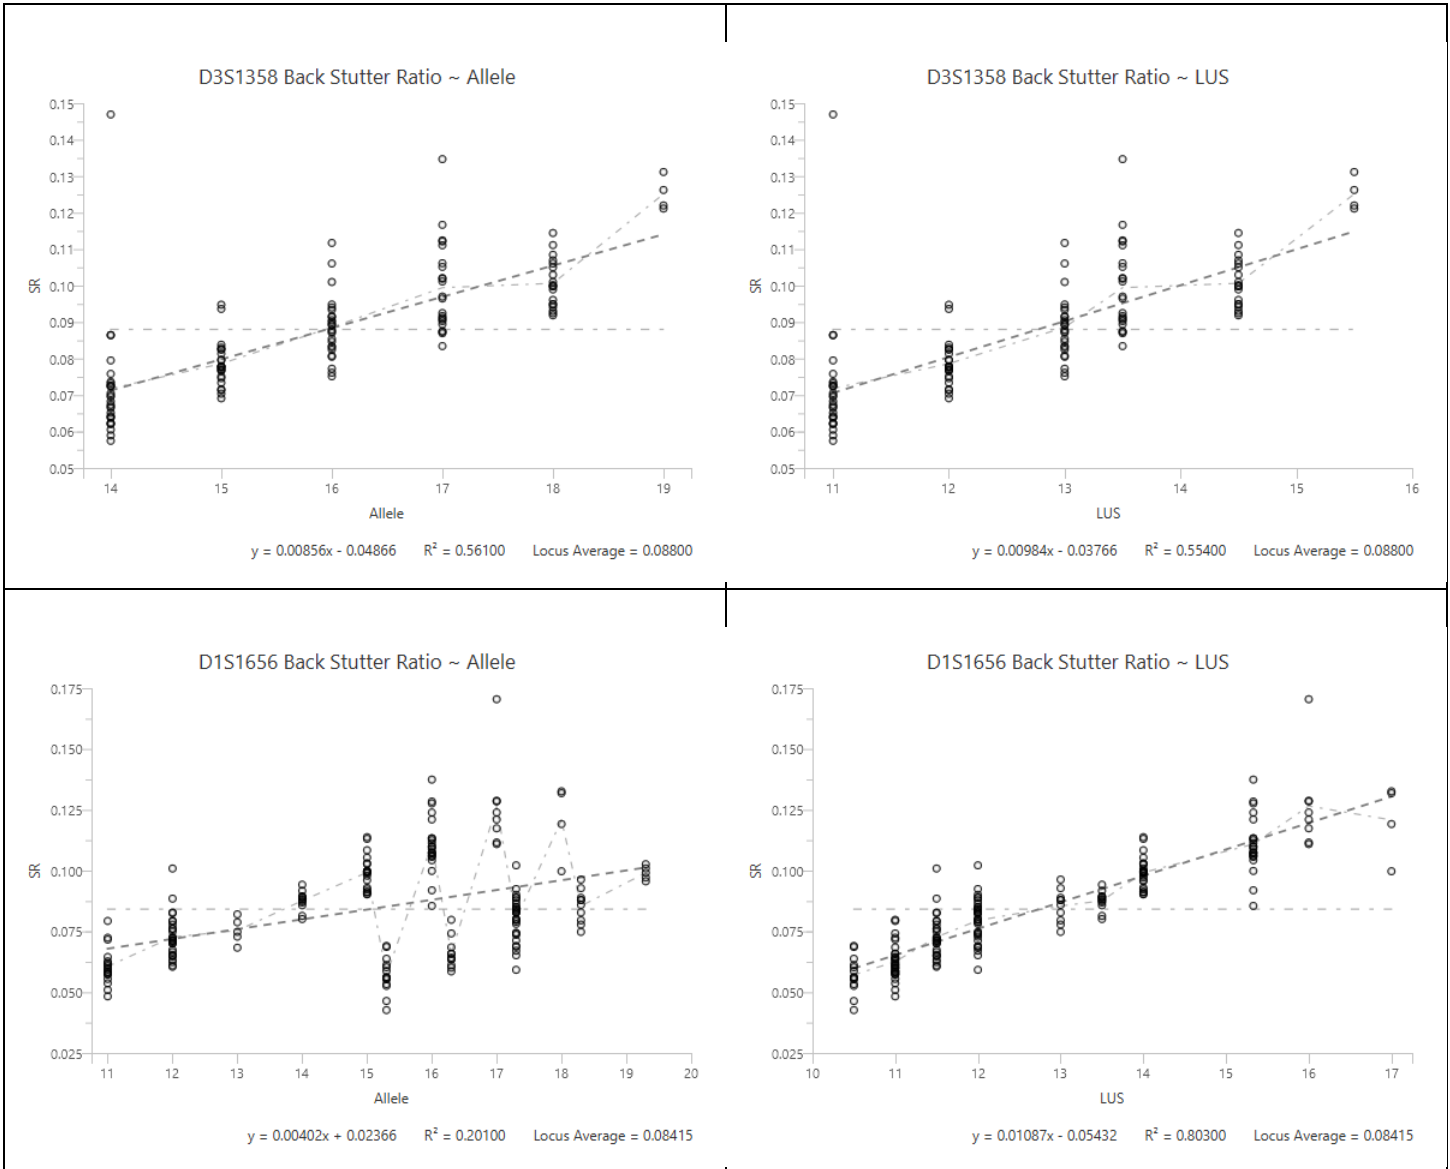 D3S1358 Back Stutter Ratio ~ Allele
0.15
0.14
0.13
0.12
0.11
0.10
0.09
0.08
0.07
0.06
0.05
SR
14 15 16 17 18 19
Allele
y = 0.00856x - 0.04866 R² = 0.56100 Locus Average = 0.08800
D3S1358 Back Stutter Ratio ~ LUS
0.15
0.14
0.13
0.12
0.11
0.10
0.09
0.08
0.07
0.06
0.05
SR
11 12 13 14 15 16
LUS
y = 0.00984x - 0.03766 R² = 0.55400 Locus Average = 0.08800
D1S1656 Back Stutter Ratio ~ Allele
0.175
0.150
0.125
0.100
0.075
0.050
0.025
SR
11 12 13 14 15 16 17 18 19 20
Allele
y = 0.00402x + 0.02366 R² = 0.20100 Locus Average = 0.08415
D1S1656 Back Stutter Ratio ~ LUS
0.175
0.150
0.125
0.100
0.075
0.050
0.025
SR
10 11 12 13 14 15 16 17
LUS
y = 0.01087x - 0.05432 R² = 0.80300 Locus Average = 0.08415